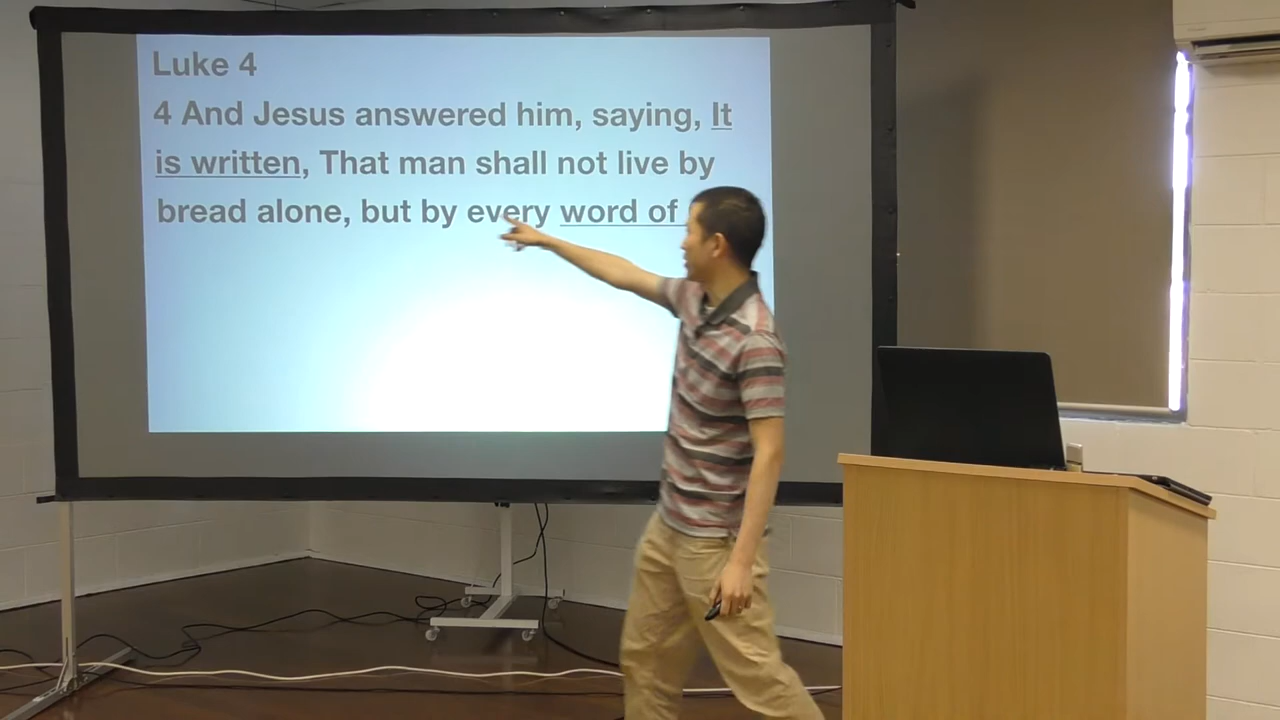 Luke 4
4 And Jesus answered him, saying, It
is written, That man shall not live by
bread alone, but by every word of